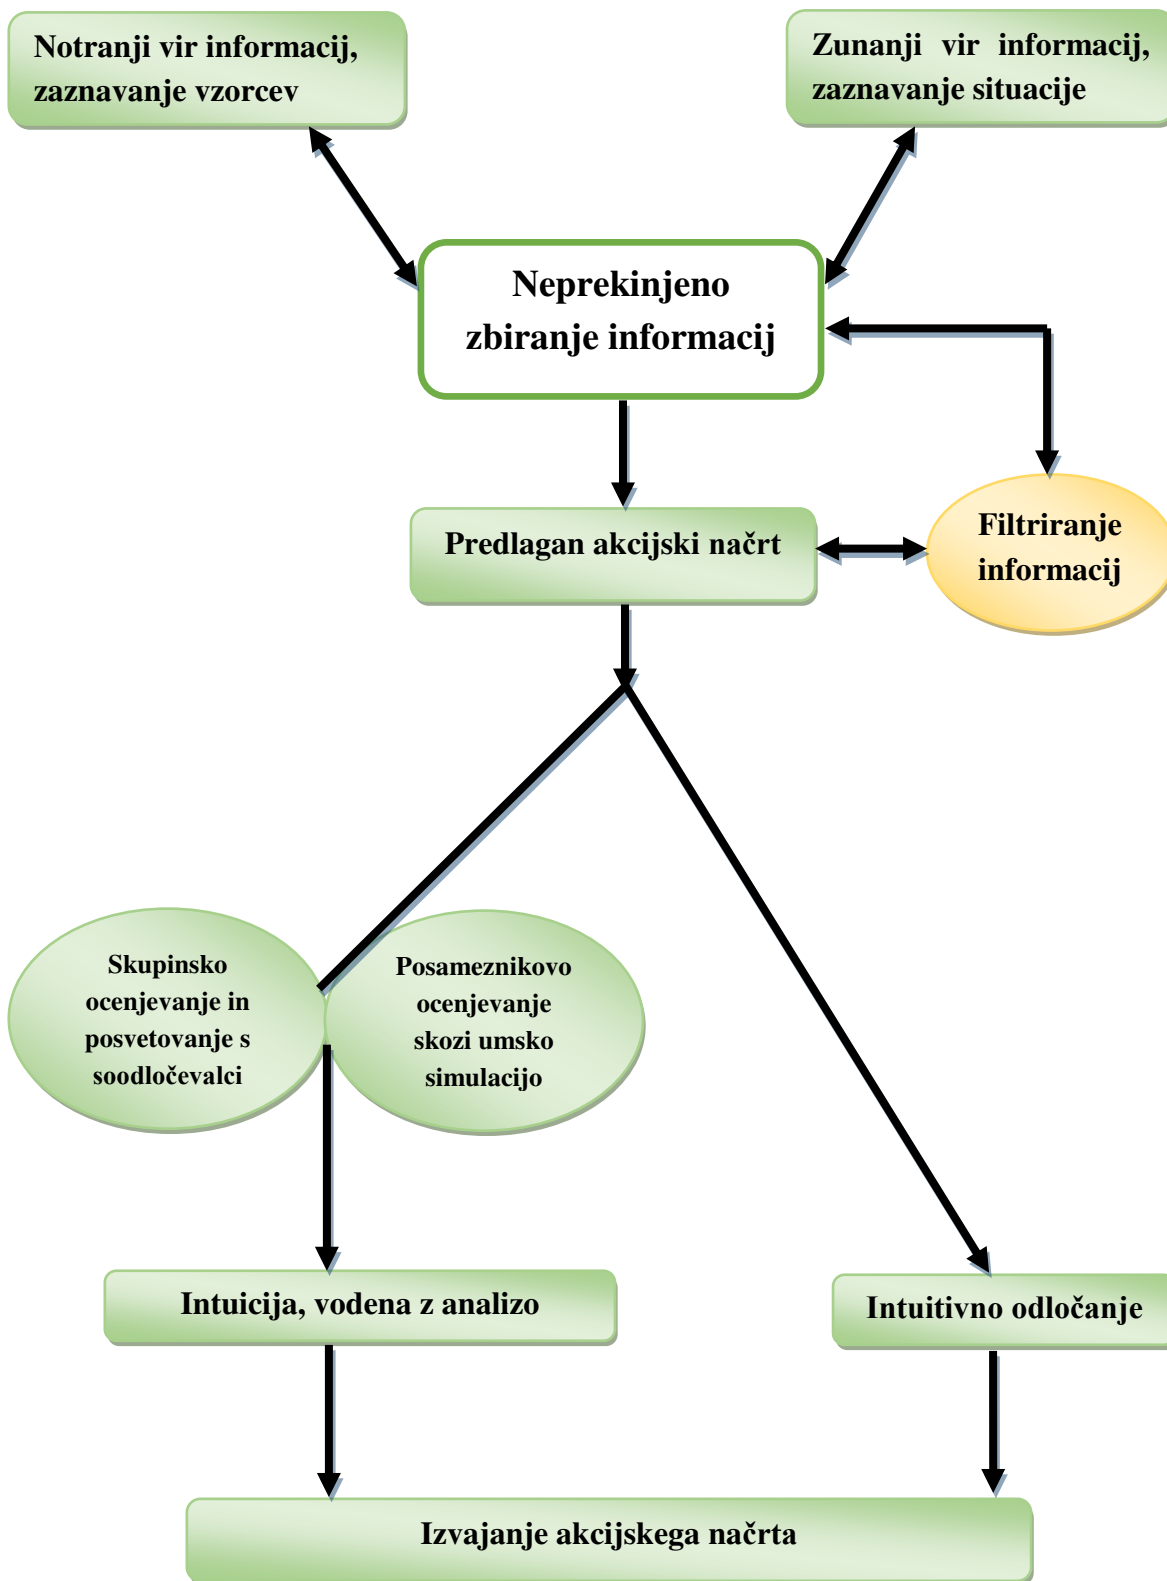 Notranji vir informacij,
zaznavanje vzorcev
Zunanji vir informacij,
zaznavanje situacije
Neprekinjeno
zbiranje informacij
Predlagan akcijski načrt
Filtriranje
informacij
Skupinsko
ocenjevanje in
posvetovanje s
soodločevalci
Posameznikovo
ocenjevanje
skozi umsko
simulacijo
Intuicija, vodena z analizo
Intuitivno odločanje
Izvajanje akcijskega načrta